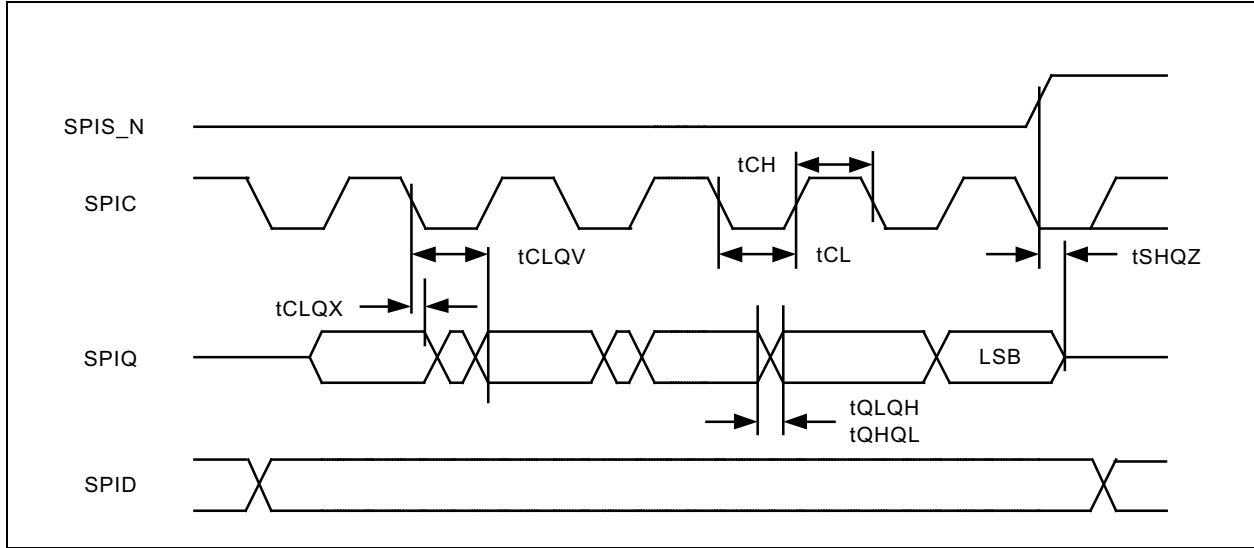 SPIS_N
tCH
SPIC
tCLQV
tCL
tSHQZ
tCLQX
SPIQ
LSB
tQLQH
tQHQL
SPID